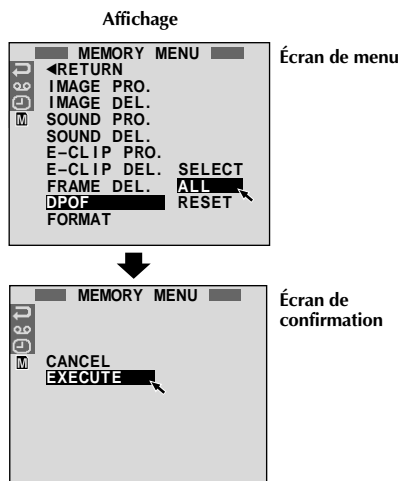 Affichage
MEMORY MENU
Écran de menu
◀RETURN
IMAGE PRO.
IMAGE DEL.
M SOUND PRO.
SOUND DEL.
E–CLIP PRO.
E–CLIP DEL. SELECT
FRAME DEL. ALL
DPOF RESET
FORMAT
MEMORY MENU
Écran de
confirmation
M CANCEL
EXECUTE